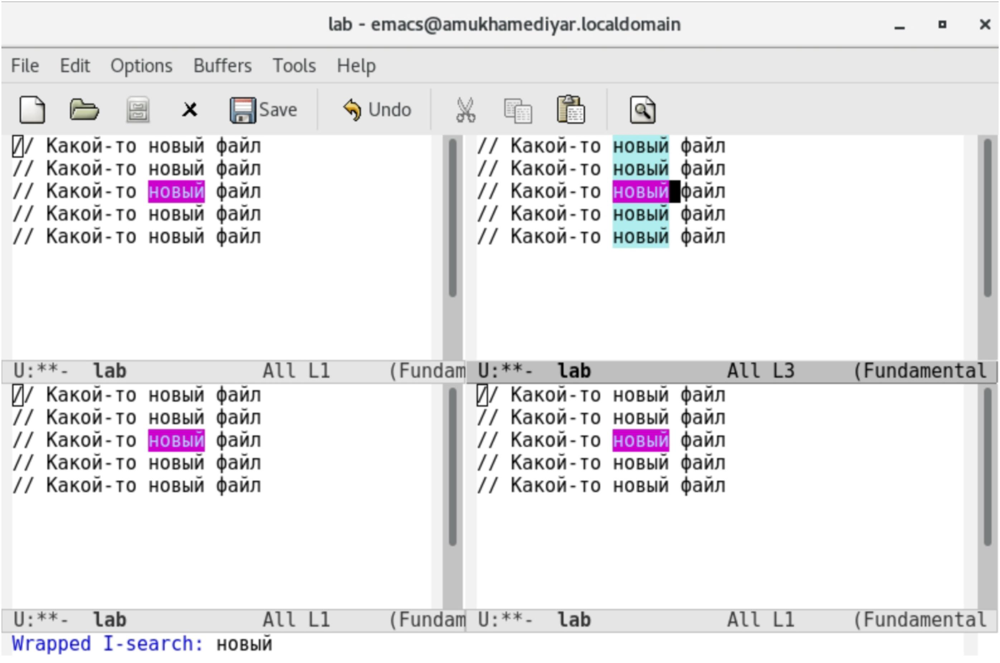 lab - emacs@amukhamediyar.localdomain
File Edit Options Buffers Tools Help
Save Undo
// Какой-то новый файл
// Какой-то новый файл
// Какой-то новый файл
// Какой-то новый файл
// Какой-то новый файл
U:**- lab All L1 (Fundam
// Какой-то новый файл
// Какой-то новый файл
// Какой-то новый файл
// Какой-то новый файл
// Какой-то новый файл
U:**- lab All L3 (Fundamental
// Какой-то новый файл
// Какой-то новый файл
// Какой-то новый файл
// Какой-то новый файл
// Какой-то новый файл
U:**- lab All L1 (Fundam
// Какой-то новый файл
// Какой-то новый файл
// Какой-то новый файл
// Какой-то новый файл
// Какой-то новый файл
U:**- lab All L1 (Fundamental
Wrapped I-search: новый